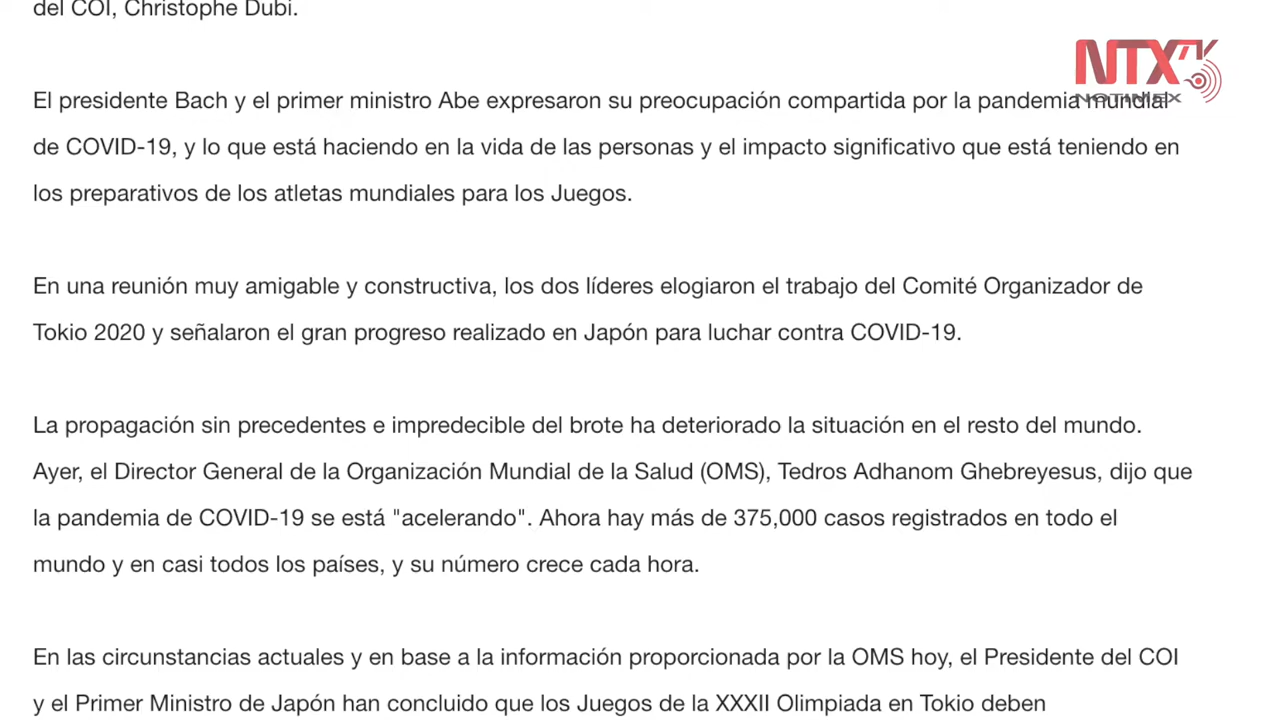 del COI, Christophe Dubi.
NTXTV
NOTIMEX
El presidente Bach y el primer ministro Abe expresaron su preocupación compartida por la pandemia mundial
de COVID-19, y lo que está haciendo en la vida de las personas y el impacto significativo que está teniendo en
los preparativos de los atletas mundiales para los Juegos.
En una reunión muy amigable y constructiva, los dos líderes elogiaron el trabajo del Comité Organizador de
Tokio 2020 y señalaron el gran progreso realizado en Japón para luchar contra COVID-19.
La propagación sin precedentes e impredecible del brote ha deteriorado la situación en el resto del mundo.
Ayer, el Director General de la Organización Mundial de la Salud (OMS), Tedros Adhanom Ghebreyesus, dijo que
la pandemia de COVID-19 se está "acelerando". Ahora hay más de 375,000 casos registrados en todo el
mundo y en casi todos los países, y su número crece cada hora.
En las circunstancias actuales y en base a la información proporcionada por la OMS hoy, el Presidente del COI
y el Primer Ministro de Japón han concluido que los Juegos de la XXXII Olimpiada en Tokio deben